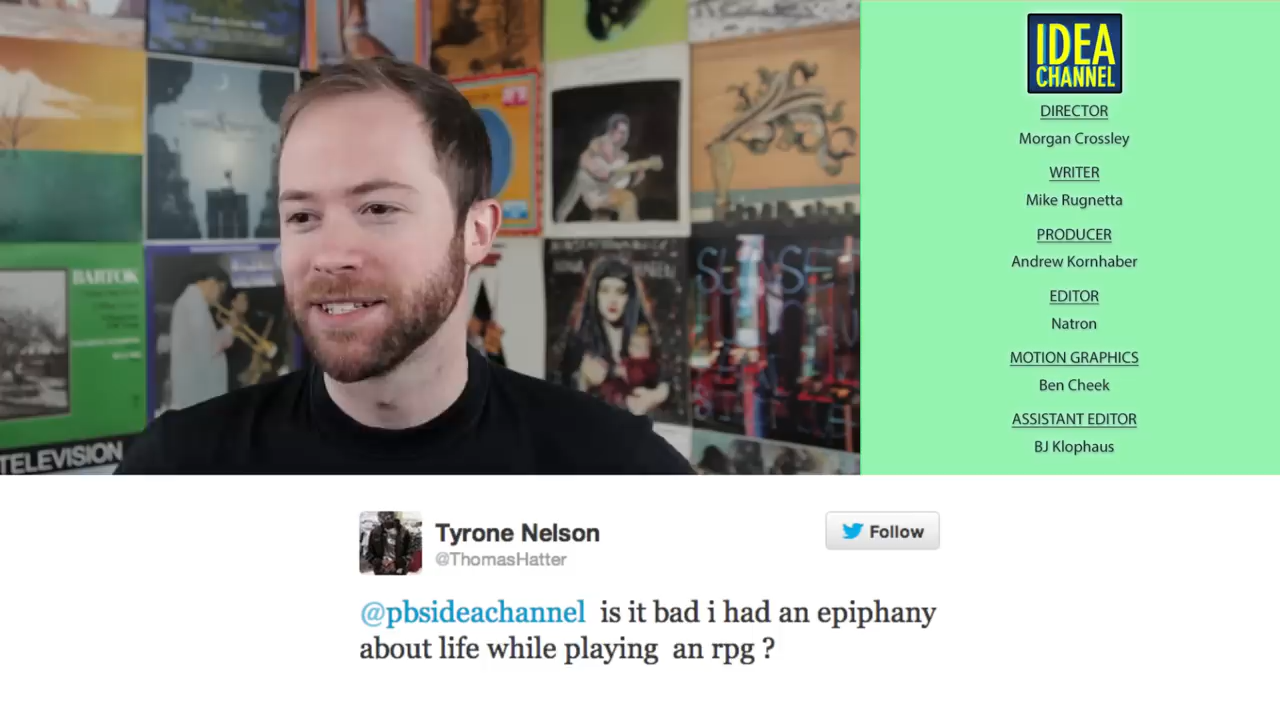 IDEA
CHANNEL
DIRECTOR
Morgan Crossley
WRITER
Mike Rugnetta
PRODUCER
Andrew Kornhaber
EDITOR
Natron
MOTION GRAPHICS
Ben Cheek
ASSISTANT EDITOR
BJ Klophaus
BARTOK
SUNSET
TELEVISION
Tyrone Nelson
@ThomasHatter
Follow
@pbsideachannel is it bad i had an epiphany
about life while playing an rpg ?